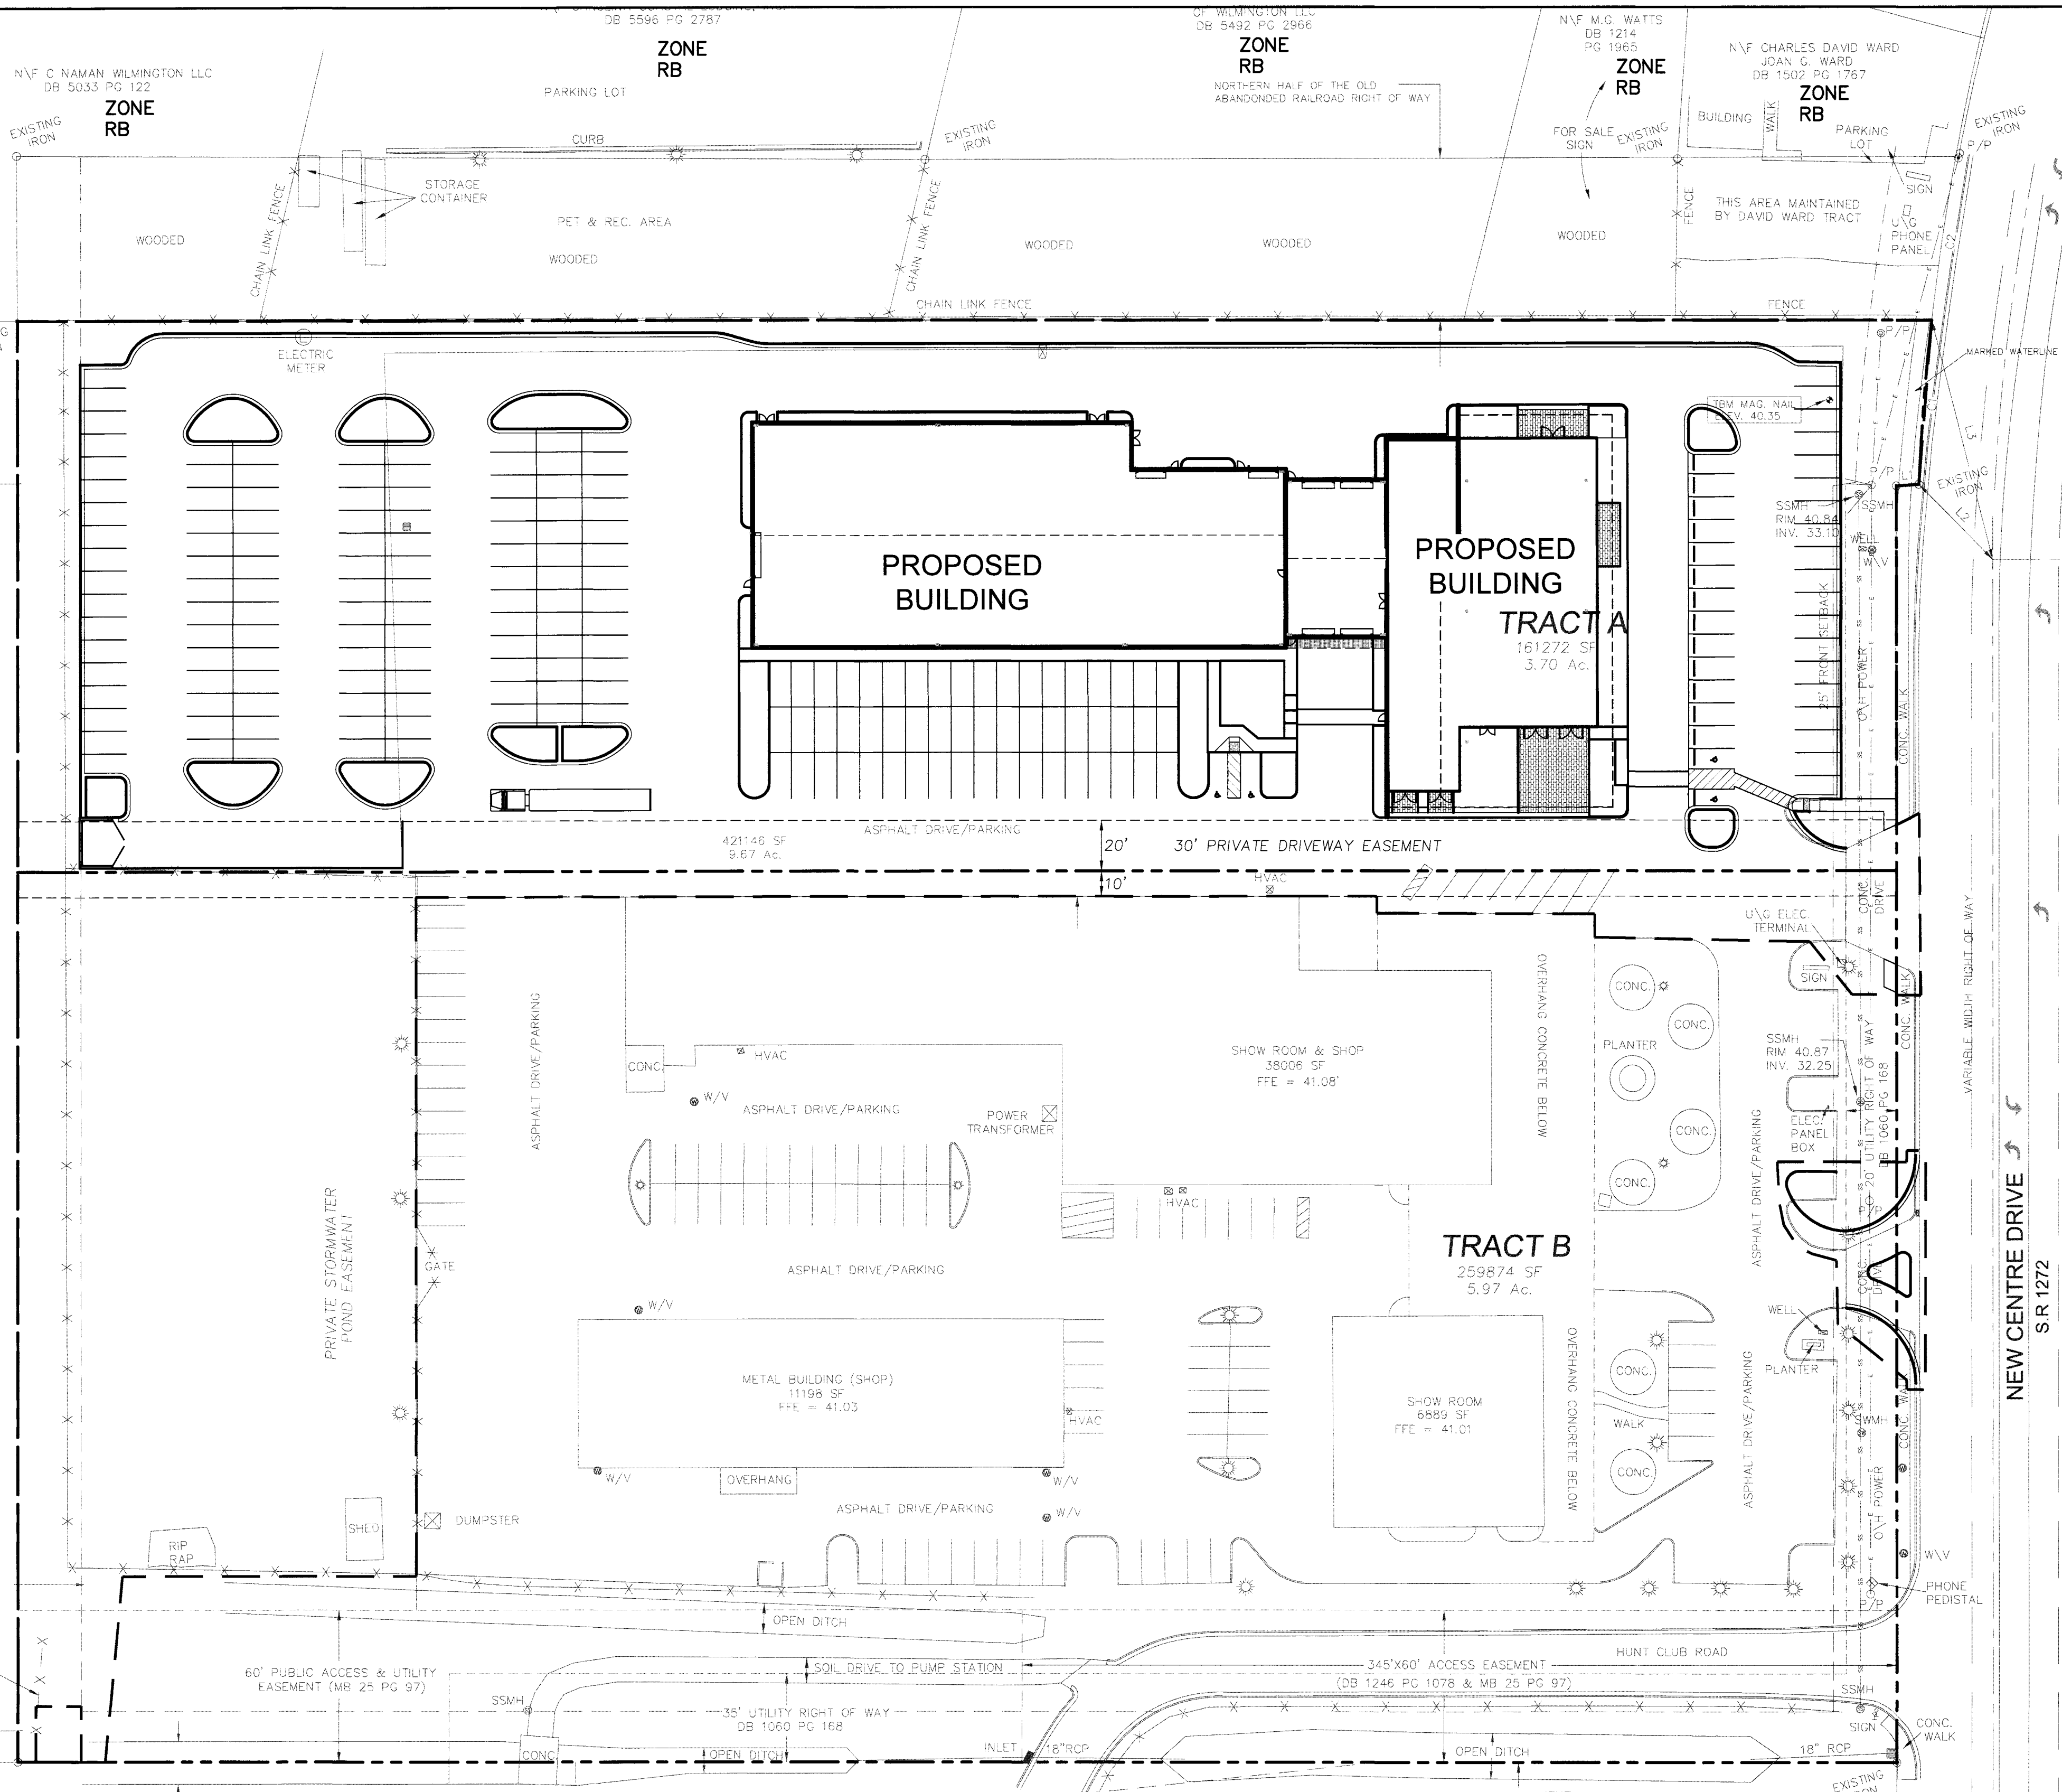 DB 5596 PG 2787
ZONE
RB
OF WILMINGTON LLC
DB 5492 PG 2966
ZONE
RB
N\F M.G. WATTS
DB 1214
PG 1965
ZONE
RB
N\F CHARLES DAVID WARD
JOAN G. WARD
DB 1502 PG 1767
ZONE
RB
N\F C NAMAN WILMINGTON LLC
DB 5033 PG 122
ZONE
RB
EXISTING
IRON
PARKING LOT
NORTHERN HALF OF THE OLD
ABANDONDED RAILROAD RIGHT OF WAY
CURB
EXISTING
IRON
FOR SALE
SIGN
EXISTING
IRON
BUILDING
WALK
PARKING
LOT
EXISTING
IRON
P/P
STORAGE
CONTAINER
CHAIN LINK FENCE
PET & REC. AREA
WOODED
WOODED
CHAIN LINK FENCE
WOODED
WOODED
WOODED
FENCE
THIS AREA MAINTAINED
BY DAVID WARD TRACT
SIGN
U\G
PHONE
PANEL
C2
CHAIN LINK FENCE
FENCE
P/P
ELECTRIC
METER
MARKED WATERLINE
TBM MAG. NAIL
ELEV. 40.35
C1
L3
P/P
L1
EXISTING
IRON
L2
SSMH
RIM 40.84
INV. 33.10
SSMH
WELL
W\V
PROPOSED
BUILDING
PROPOSED
BUILDING
TRACT A
161272 SF
3.70 Ac.
25' FRONT SETBACK
O\H POWER
CONC. WALK
421146 SF
9.67 Ac.
ASPHALT DRIVE/PARKING
20'
30' PRIVATE DRIVEWAY EASEMENT
10'
HVAC
CONC.
DRIVE
VARIABLE WIDTH RIGHT OF WAY
U\G ELEC.
TERMINAL
SIGN
CONC. WALK
ASPHALT DRIVE/PARKING
OVERHANG CONCRETE BELOW
CONC.
CONC.
PLANTER
CONC.
CONC.
CONC.
HVAC
W/V
ASPHALT DRIVE/PARKING
POWER
TRANSFORMER
SHOW ROOM & SHOP
38006 SF
FFE = 41.08'
SSMH
RIM 40.87
INV. 32.25
ELEC.
PANEL
BOX
20' UTILITY RIGHT OF WAY
DB 1060 PG 168
ASPHALT DRIVE/PARKING
P/P
HVAC
PRIVATE STORMWATER
POND EASEMENT
GATE
ASPHALT DRIVE/PARKING
TRACT B
259874 SF
5.97 Ac.
CONC.
DRIVE
NEW CENTRE DRIVE
S.R 1272
W/V
WELL
PLANTER
METAL BUILDING (SHOP)
11198 SF
FFE = 41.03
HVAC
SHOW ROOM
6889 SF
FFE = 41.01
OVERHANG CONCRETE BELOW
CONC.
WALK
CONC.
ASPHALT DRIVE/PARKING
CONC. WALK
WMH
W/V
OVERHANG
W/V
W/V
ASPHALT DRIVE/PARKING
O\H POWER
SHED
DUMPSTER
RIP
RAP
W\V
PHONE
PEDISTAL
P/P
OPEN DITCH
HUNT CLUB ROAD
60' PUBLIC ACCESS & UTILITY
EASEMENT (MB 25 PG 97)
SOIL DRIVE TO PUMP STATION
345'X60' ACCESS EASEMENT
(DB 1246 PG 1078 & MB 25 PG 97)
SSMH
35' UTILITY RIGHT OF WAY
DB 1060 PG 168
SSMH
SIGN
CONC.
WALK
CONC
OPEN DITCH
INLET
18"RCP
OPEN DITCH
18" RCP
EXISTING